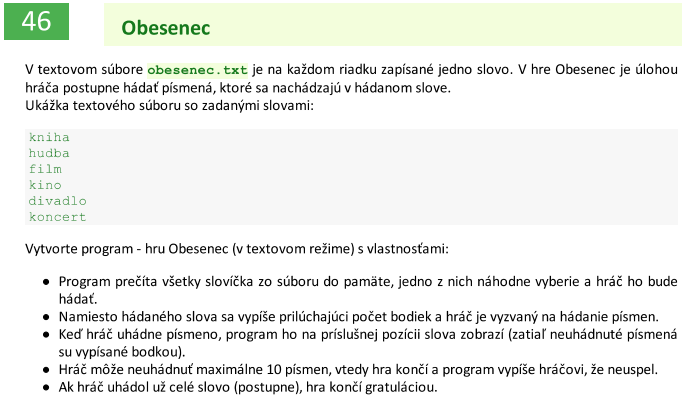 46
Obesenec
V textovom súbore obesenec.txt je na každom riadku zapísané jedno slovo. V hre Obesenec je úlohou
hráča postupne hádať písmená, ktoré sa nachádzajú v hádanom slove.
Ukážka textového súboru so zadanými slovami:
kniha
hudba
film
kino
divadlo
koncert
Vytvorte program - hru Obesenec (v textovom režime) s vlastnosťami:
● Program prečíta všetky slovíčka zo súboru do pamäte, jedno z nich náhodne vyberie a hráč ho bude
hádať.
● Namiesto hádaného slova sa vypíše prilúchajúci počet bodiek a hráč je vyzvaný na hádanie písmen.
● Keď hráč uhádne písmeno, program ho na príslušnej pozícii slova zobrazí (zatiaľ neuhádnuté písmená
sú vypísané bodkou).
● Hráč môže neuhádnuť maximálne 10 písmen, vtedy hra končí a program vypíše hráčovi, že neuspel.
● Ak hráč uhádol už celé slovo (postupne), hra končí gratuláciou.